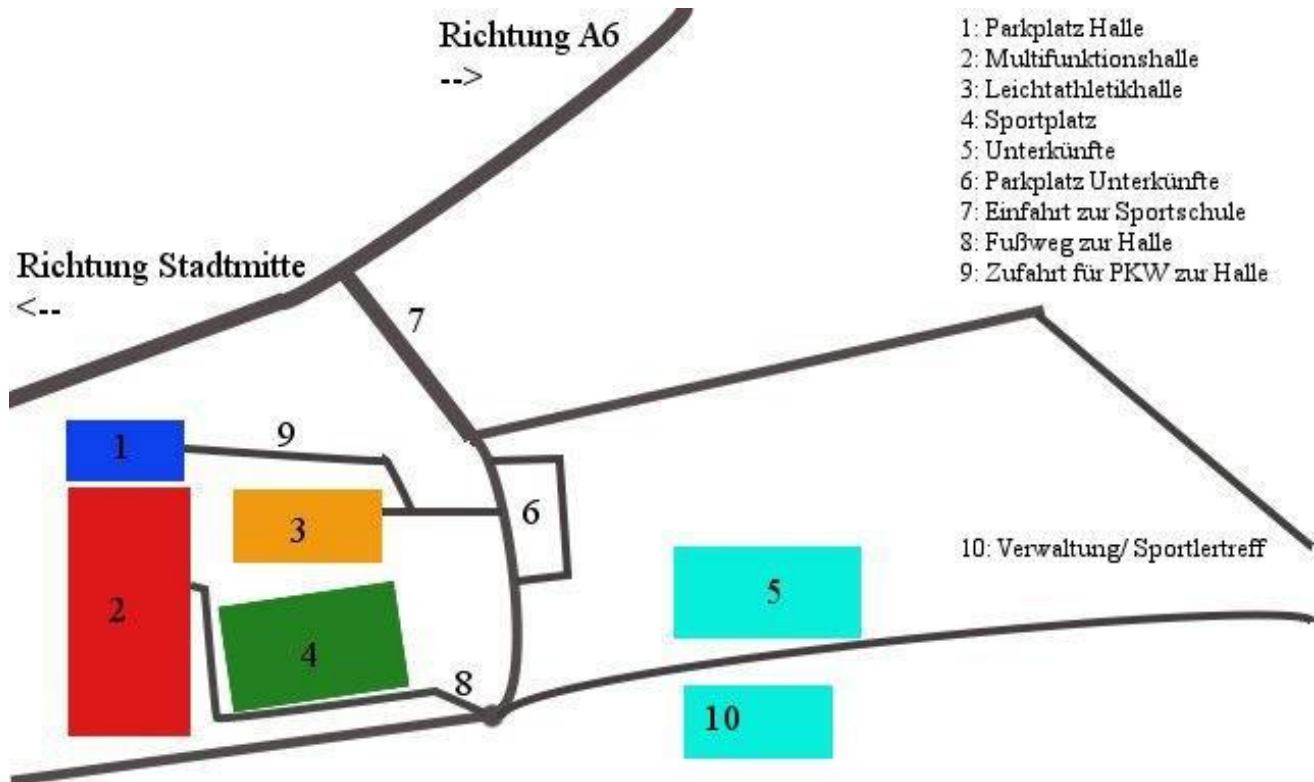 Richtung A6
-->
1: Parkplatz Halle
2: Multifunktionshalle
3: Leichtathletikhalle
4: Sportplatz
5: Unterkünfte
6: Parkplatz Unterkünfte
7: Einfahrt zur Sportschule
8: Fußweg zur Halle
9: Zufahrt für PKW zur Halle
Richtung Stadtmitte
<--
7
9
1
6
3
10: Verwaltung/ Sportlertreff
5
2
4
8
10